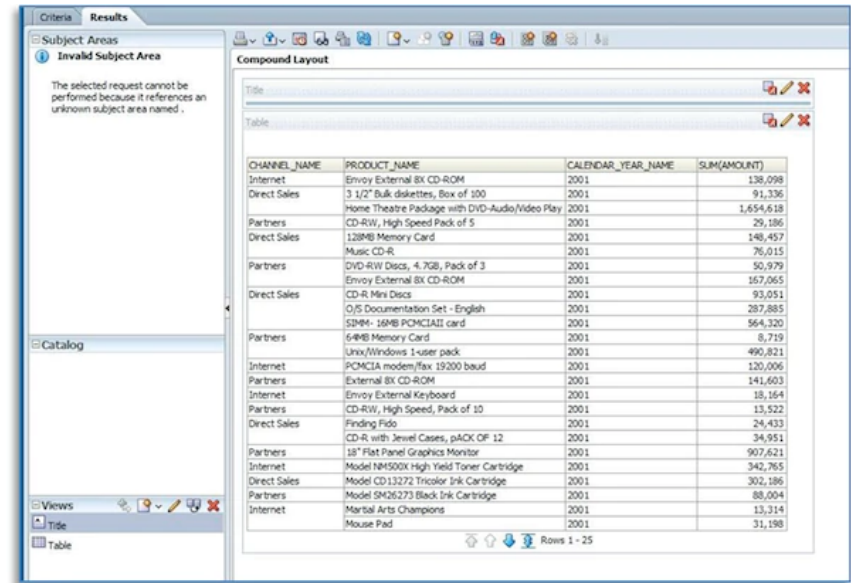 Criteria Results
Subject Areas
Invalid Subject Area
The selected request cannot be
performed because it references an
unknown subject area named .
Catalog
Views
Title
Table
Compound Layout
Title
Table
CHANNEL_NAME PRODUCT_NAME CALENDAR_YEAR_NAME SUM(AMOUNT)
Internet Envoy External 8X CD-ROM 2001 138,098
Direct Sales 3 1/2" Bulk diskettes, Box of 100 2001 91,336
Home Theatre Package with DVD-Audio/Video Play 2001 1,654,618
Partners CD-RW, High Speed Pack of 5 2001 29,186
Direct Sales 128MB Memory Card 2001 148,457
Music CD-R 2001 76,015
Partners DVD-RW Discs, 4.7GB, Pack of 3 2001 50,979
Envoy External 8X CD-ROM 2001 167,065
Direct Sales CD-R Mini Discs 2001 93,051
O/S Documentation Set - English 2001 287,885
SIMM- 16MB PCMCIAII card 2001 564,320
Partners 64MB Memory Card 2001 8,719
Unix/Windows 1-user pack 2001 490,821
Internet PCMCIA modem/fax 19200 baud 2001 120,006
Partners External 8X CD-ROM 2001 141,603
Internet Envoy External Keyboard 2001 18,164
Partners CD-RW, High Speed, Pack of 10 2001 13,522
Direct Sales Finding Fido 2001 24,433
CD-R with Jewel Cases, pACK OF 12 2001 34,951
Partners 18" Flat Panel Graphics Monitor 2001 907,621
Internet Model NM500X High Yield Toner Cartridge 2001 342,765
Direct Sales Model CD13272 Tricolor Ink Cartridge 2001 302,186
Partners Model SM26273 Black Ink Cartridge 2001 88,004
Internet Martial Arts Champions 2001 13,314
Mouse Pad 2001 31,198
Rows 1 - 25